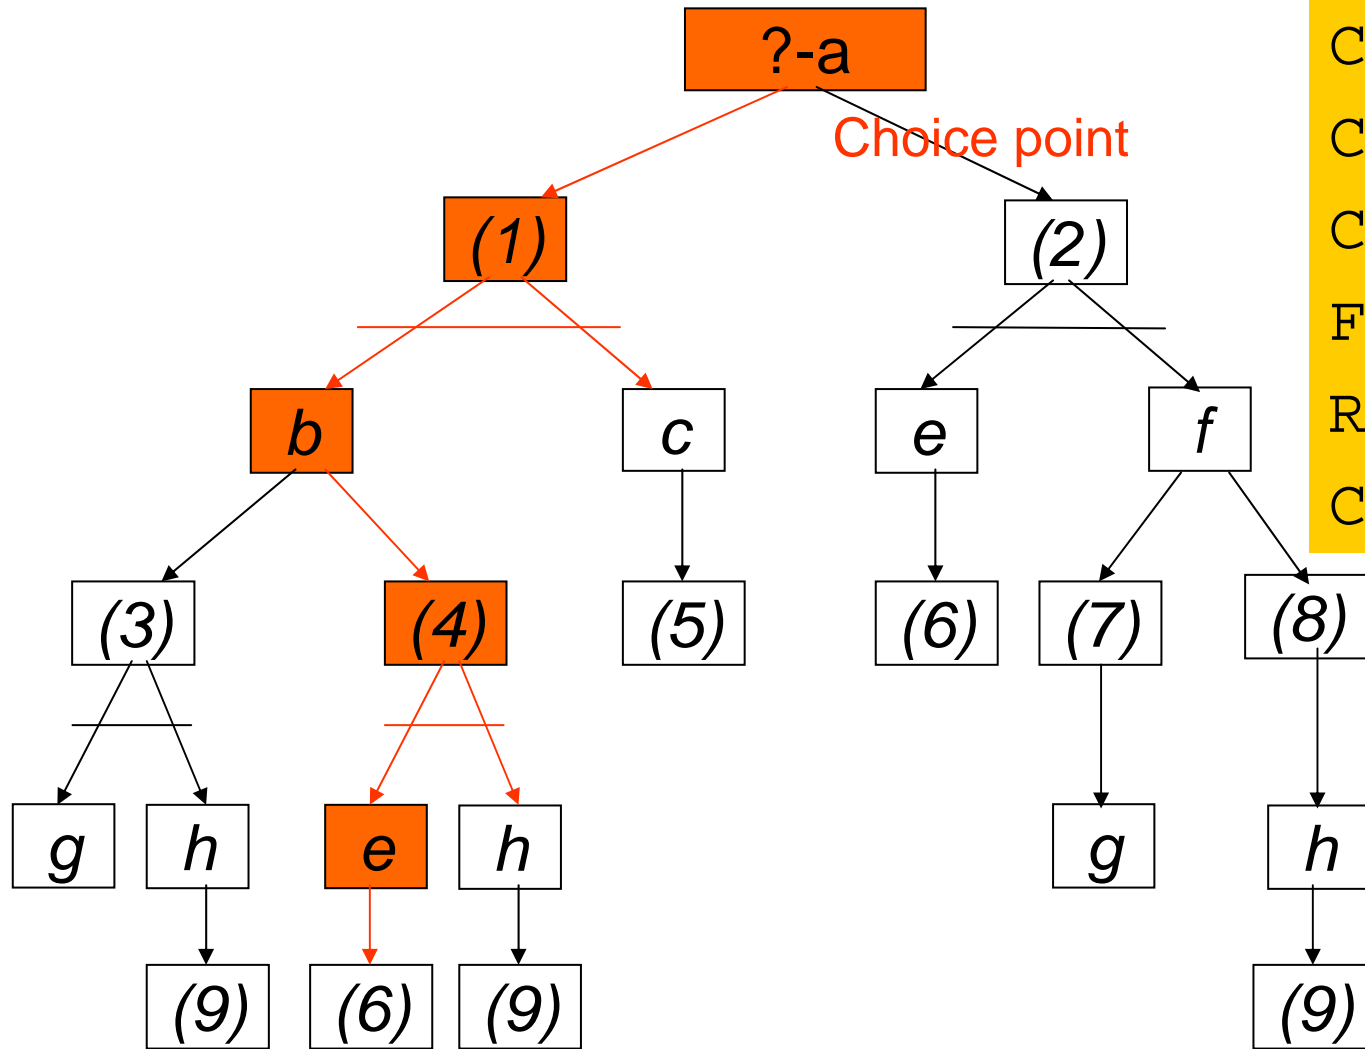 ?-a
Choice point
(1)
(2)
b
c
e
f
(3)
(4)
(5)
(6)
(7)
(8)
g
h
e
h
g
h
(9)
(6)
(9)
(9)
C
C
C
F
R
C